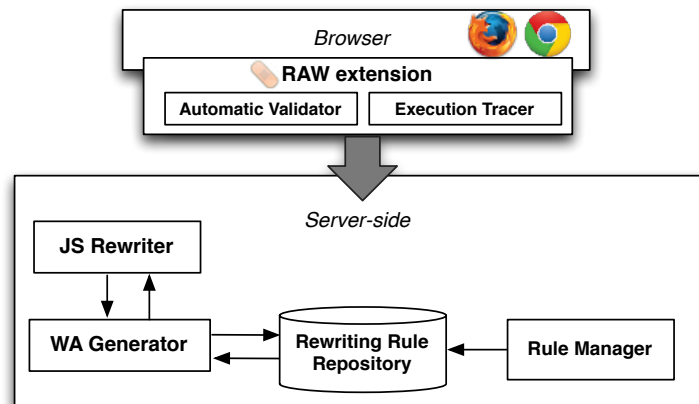 Browser
RAW extension
Automatic Validator
Execution Tracer
Server-side
JS Rewriter
WA Generator
Rewriting Rule
Repository
Rule Manager